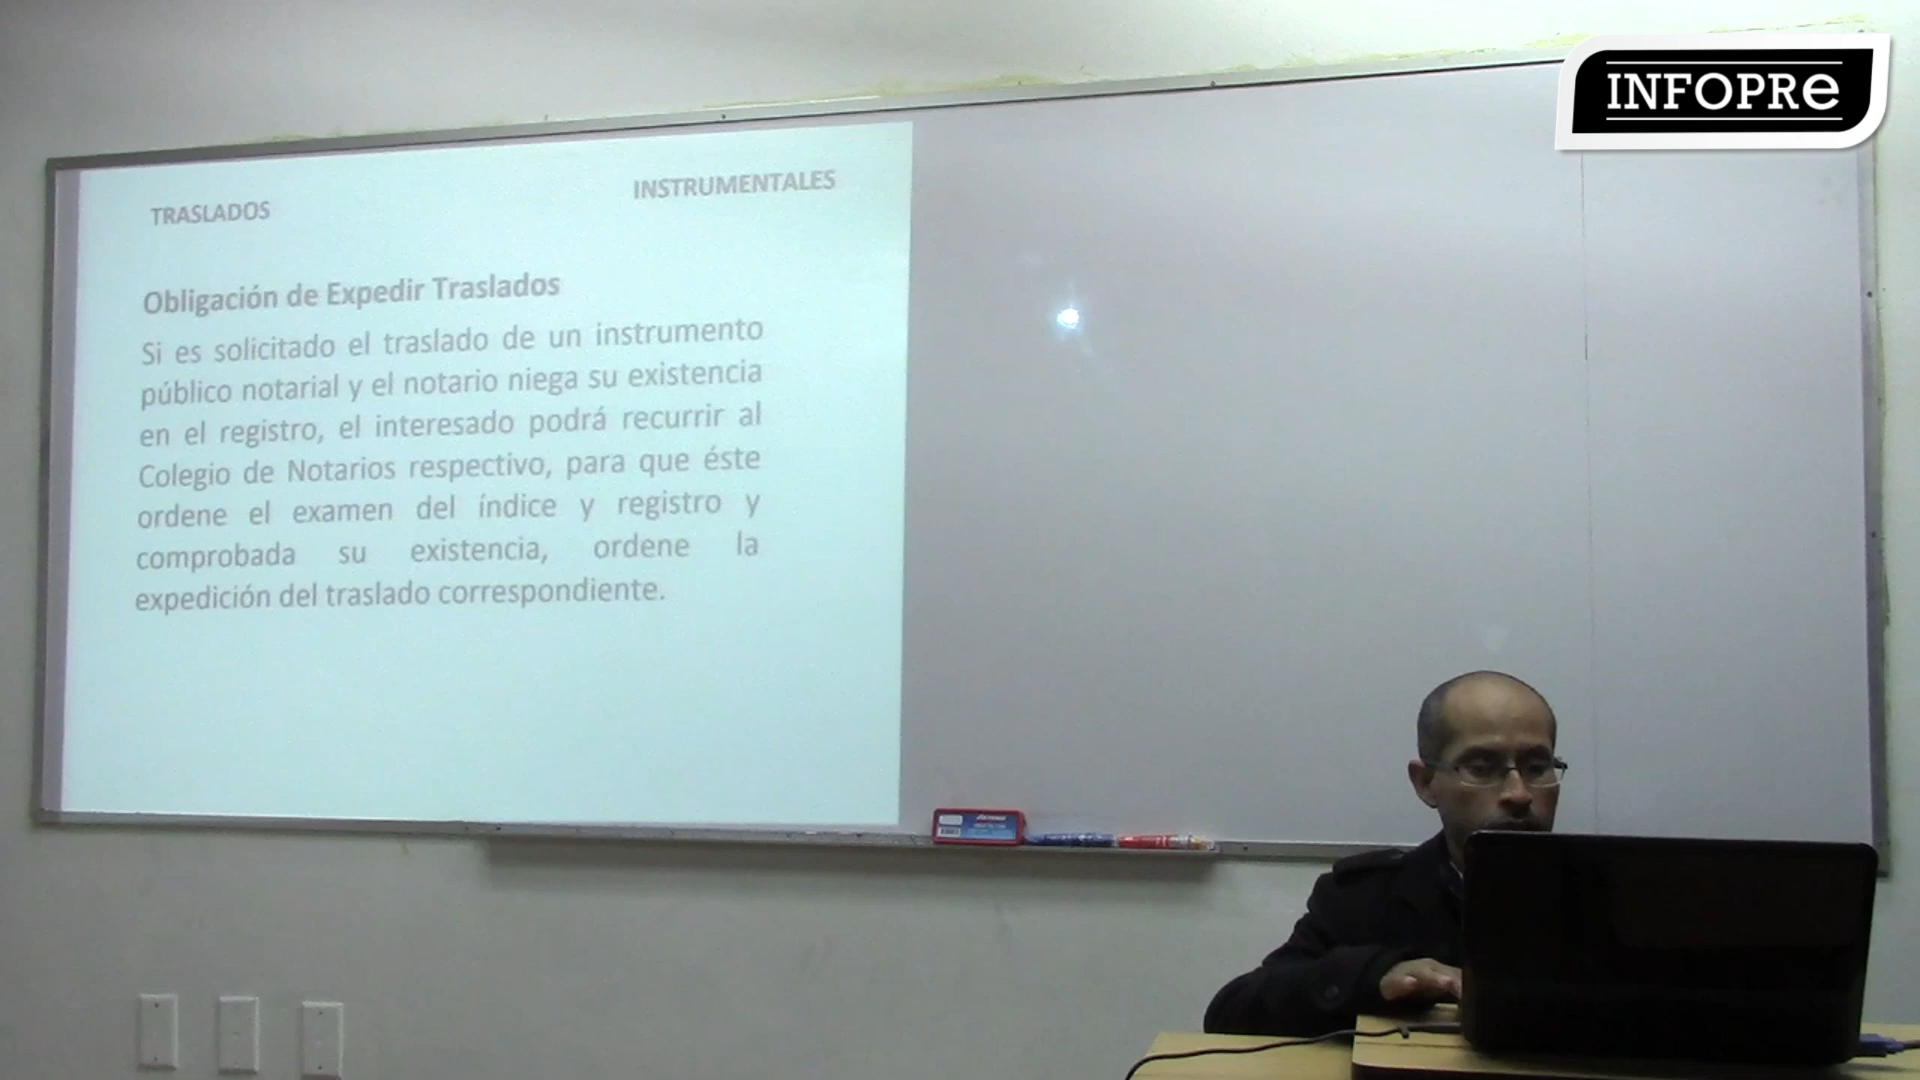 INFOPRe
TRASLADOS INSTRUMENTALES
Obligación de Expedir Traslados
Si es solicitado el traslado de un instrumento
público notarial y el notario niega su existencia
en el registro, el interesado podrá recurrir al
Colegio de Notarios respectivo, para que éste
ordene el examen del índice y registro y
comprobada su existencia, ordene la
expedición del traslado correspondiente.